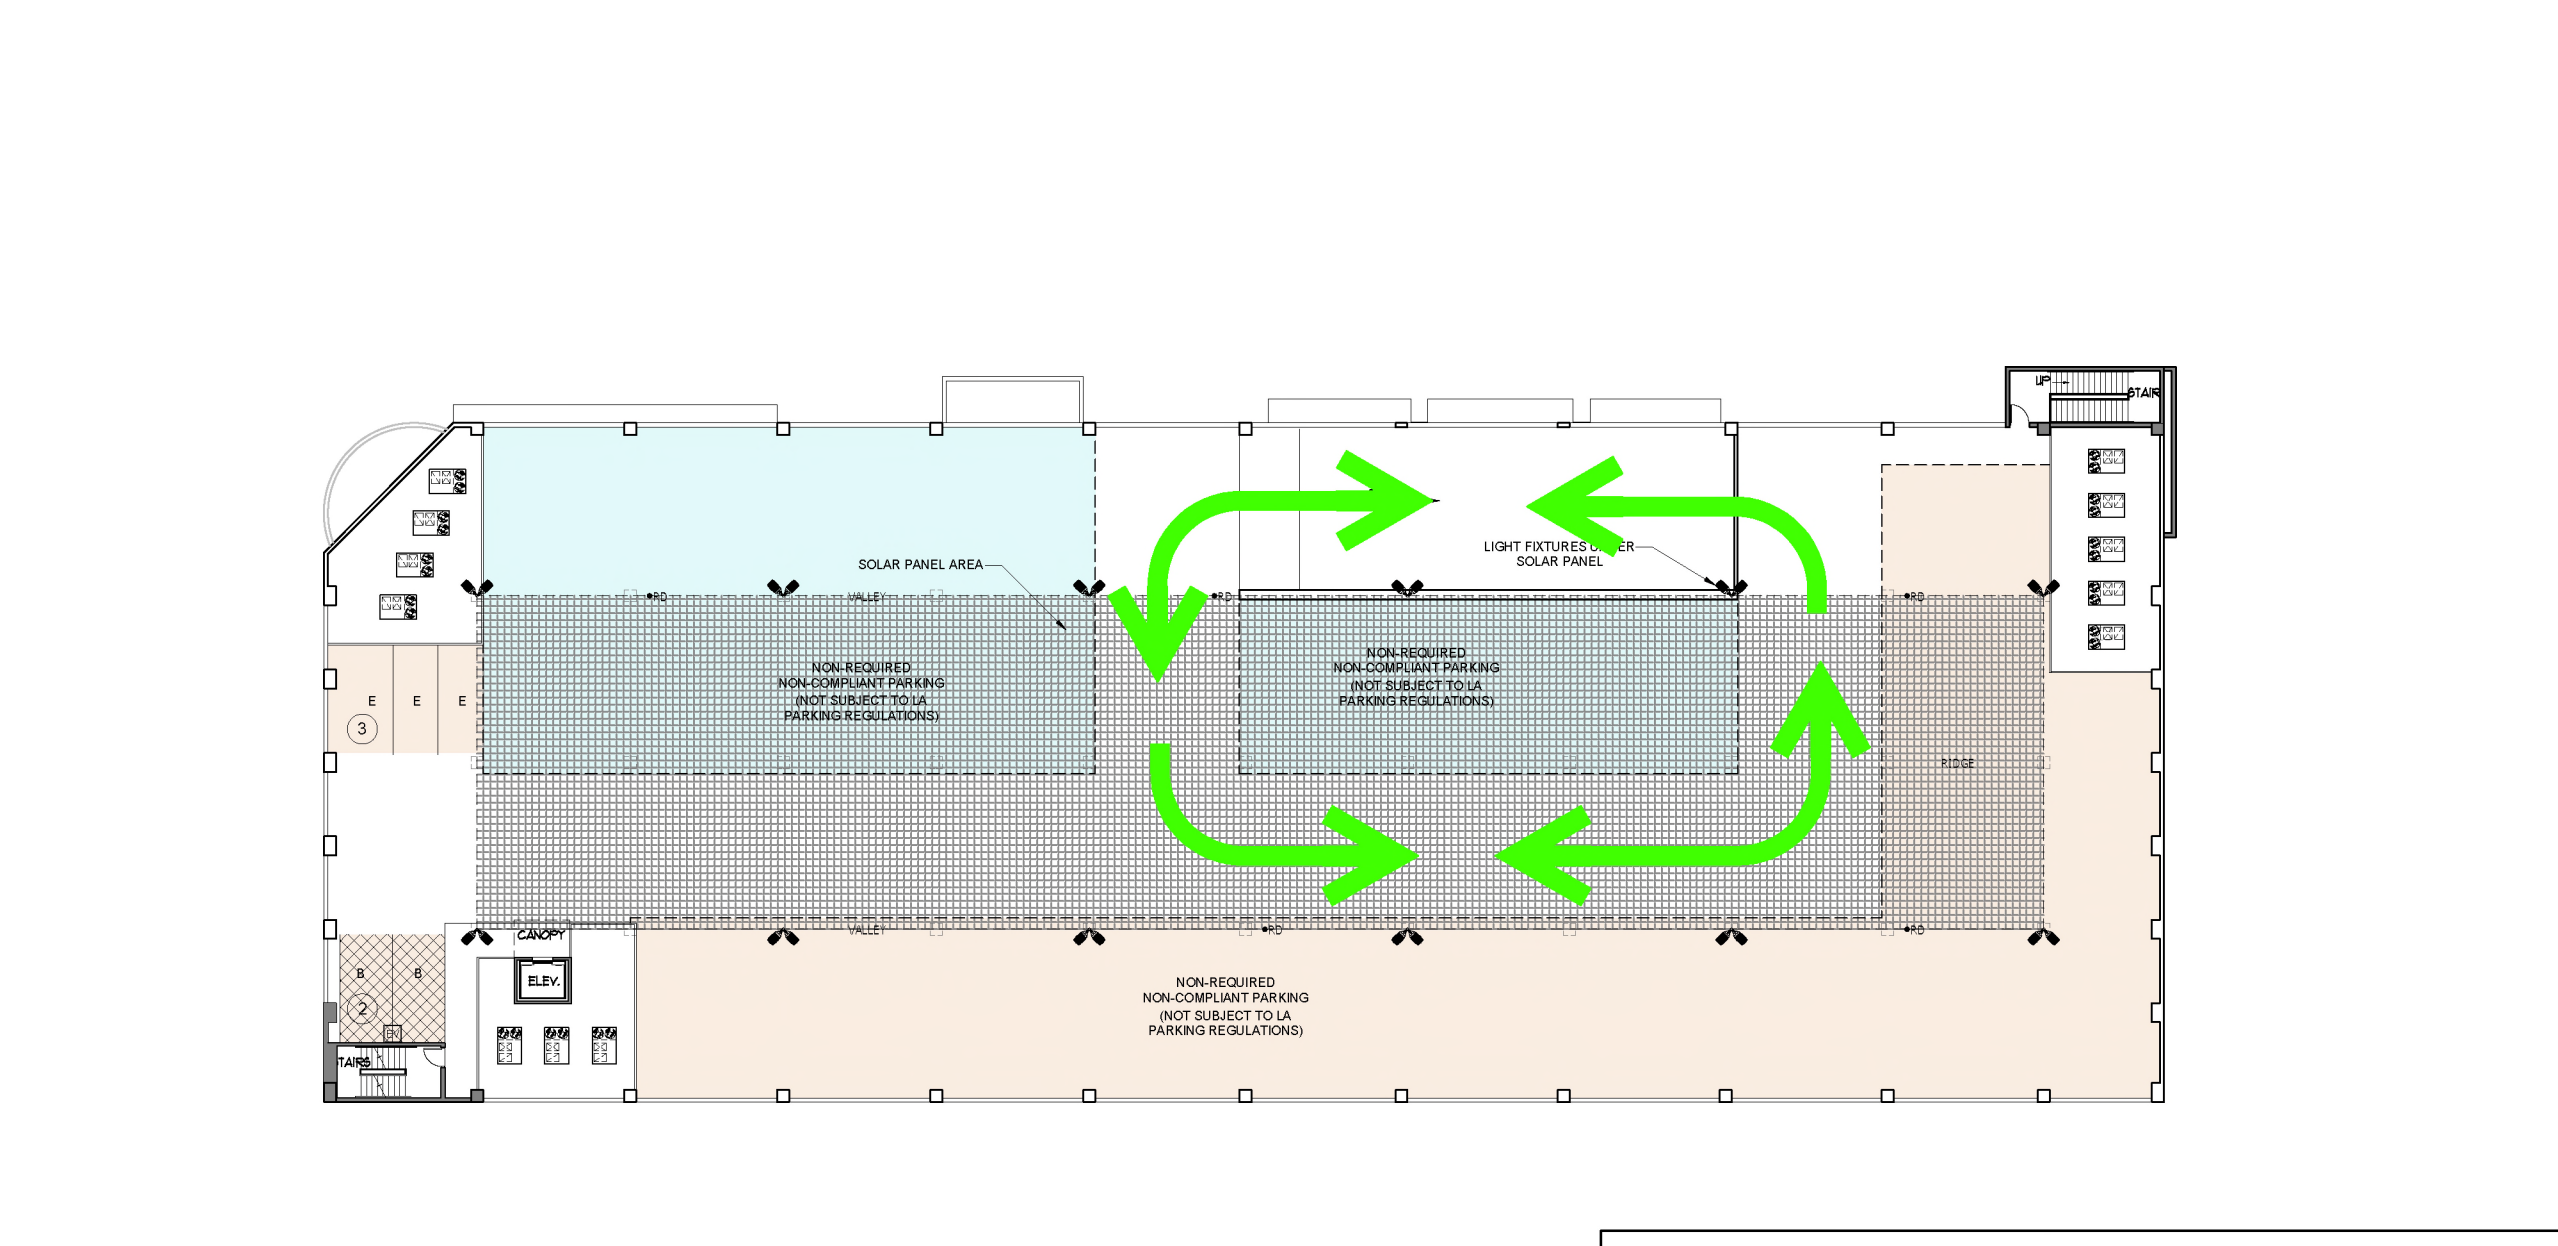 UP
STAIR
LIGHT FIXTURES
SOLAR PANEL
SOLAR PANEL AREA
RD
VALLEY
RD
RD
NON-REQUIRED
NON-COMPLIANT PARKING
(NOT SUBJECT TO LA
PARKING REGULATIONS)
NON-REQUIRED
NON-COMPLIANT PARKING
(NOT SUBJECT TO LA
PARKING REGULATIONS)
E E E
3
RIDGE
CANOPY
VALLEY
RD
RD
ELEV.
B B
2
EV
NON-REQUIRED
NON-COMPLIANT PARKING
(NOT SUBJECT TO LA
PARKING REGULATIONS)
TAIRS